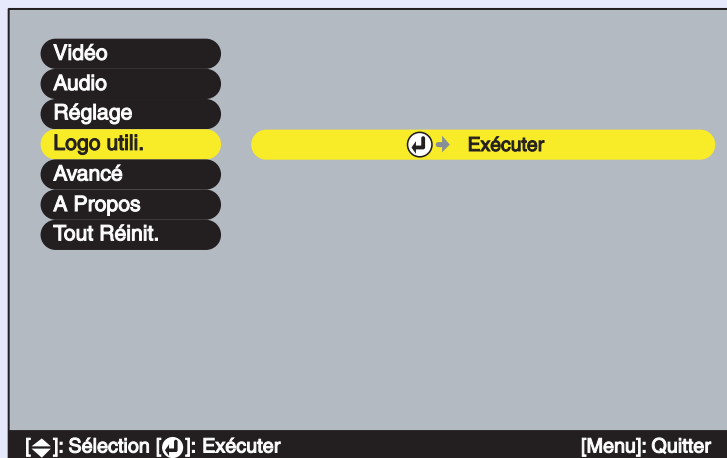 Vidéo
Audio
Réglage
Logo utili.
Exécuter
Avancé
A Propos
Tout Réinit.
[ ]: Sélection [ ]: Exécuter
[Menu]: Quitter